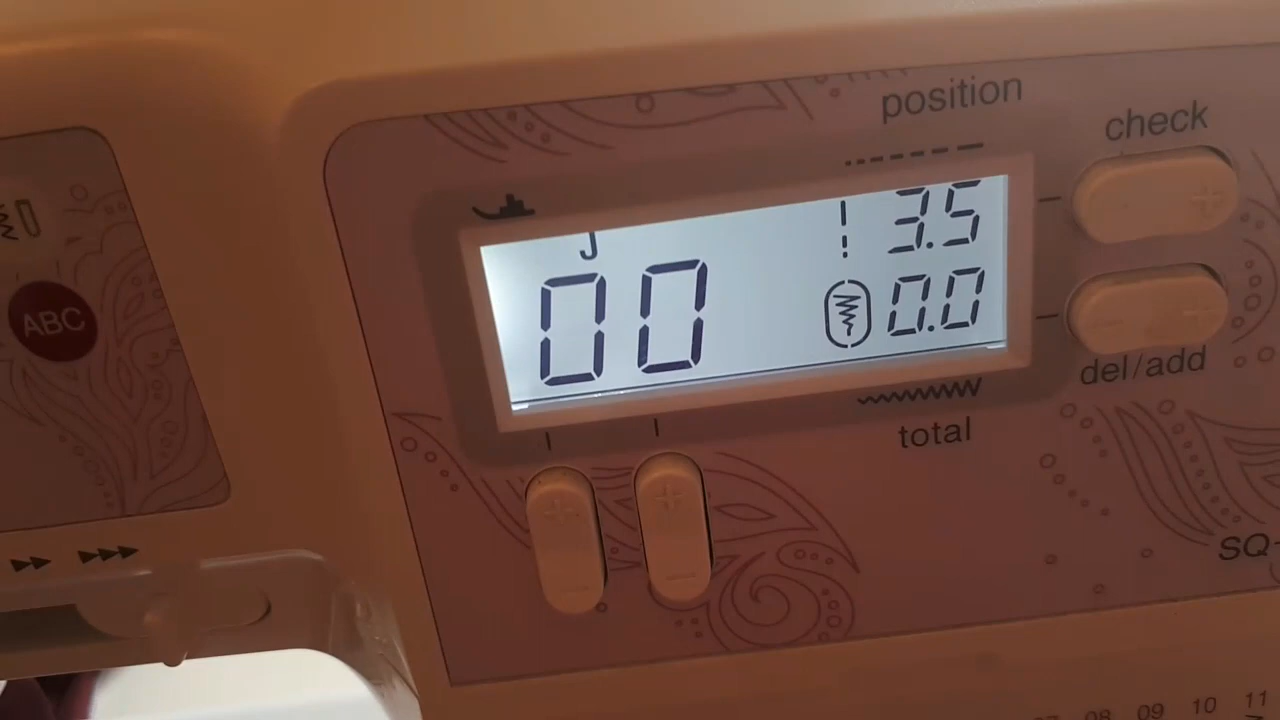 position
check
J
3.5
00
0.0
ABC
del/add
total
SQ-
08 09 10 11